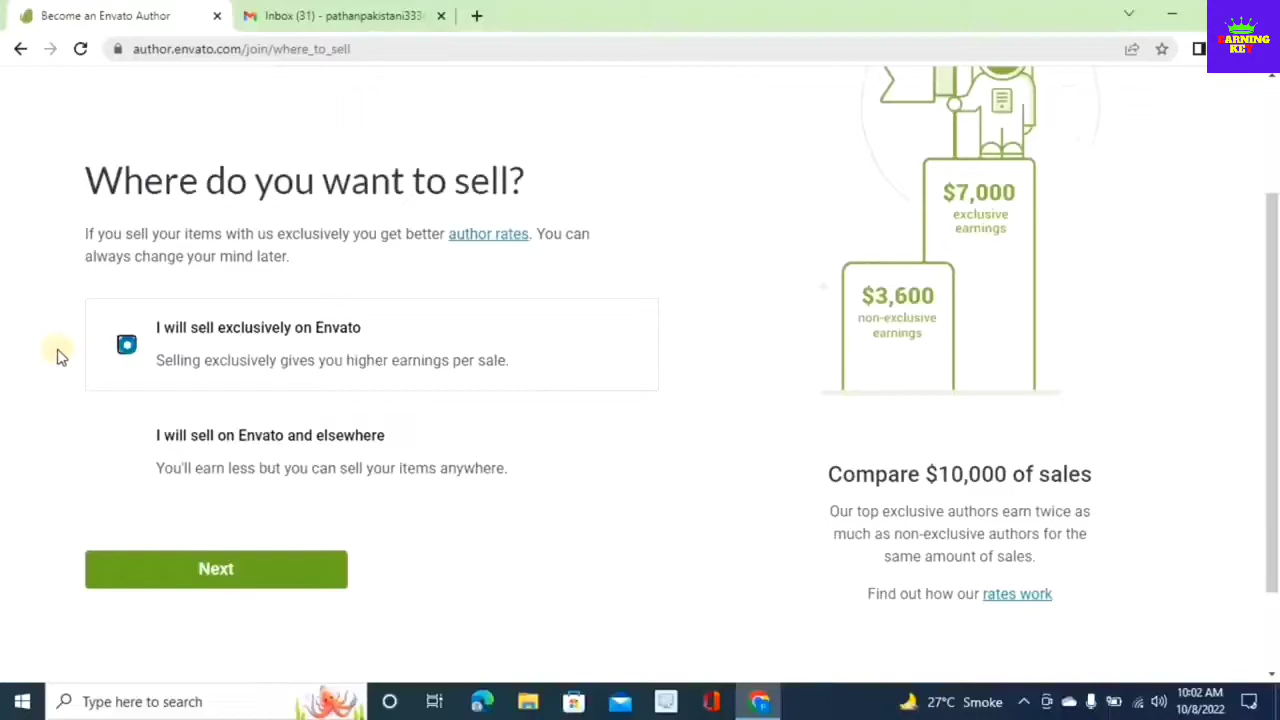 Become an Envato Author
Inbox (31) - pathanpakistani333
author.envato.com/join/where_to_sell
EARNING
KEY
Where do you want to sell?
If you sell your items with us exclusively you get better author rates. You can
always change your mind later.
I will sell exclusively on Envato
Selling exclusively gives you higher earnings per sale.
I will sell on Envato and elsewhere
You'll earn less but you can sell your items anywhere.
Next
$7,000
exclusive
earnings
$3,600
non-exclusive
earnings
Compare $10,000 of sales
Our top exclusive authors earn twice as
much as non-exclusive authors for the
same amount of sales.
Find out how our rates work
Type here to search
27°C Smoke
10:02 AM
10/8/2022